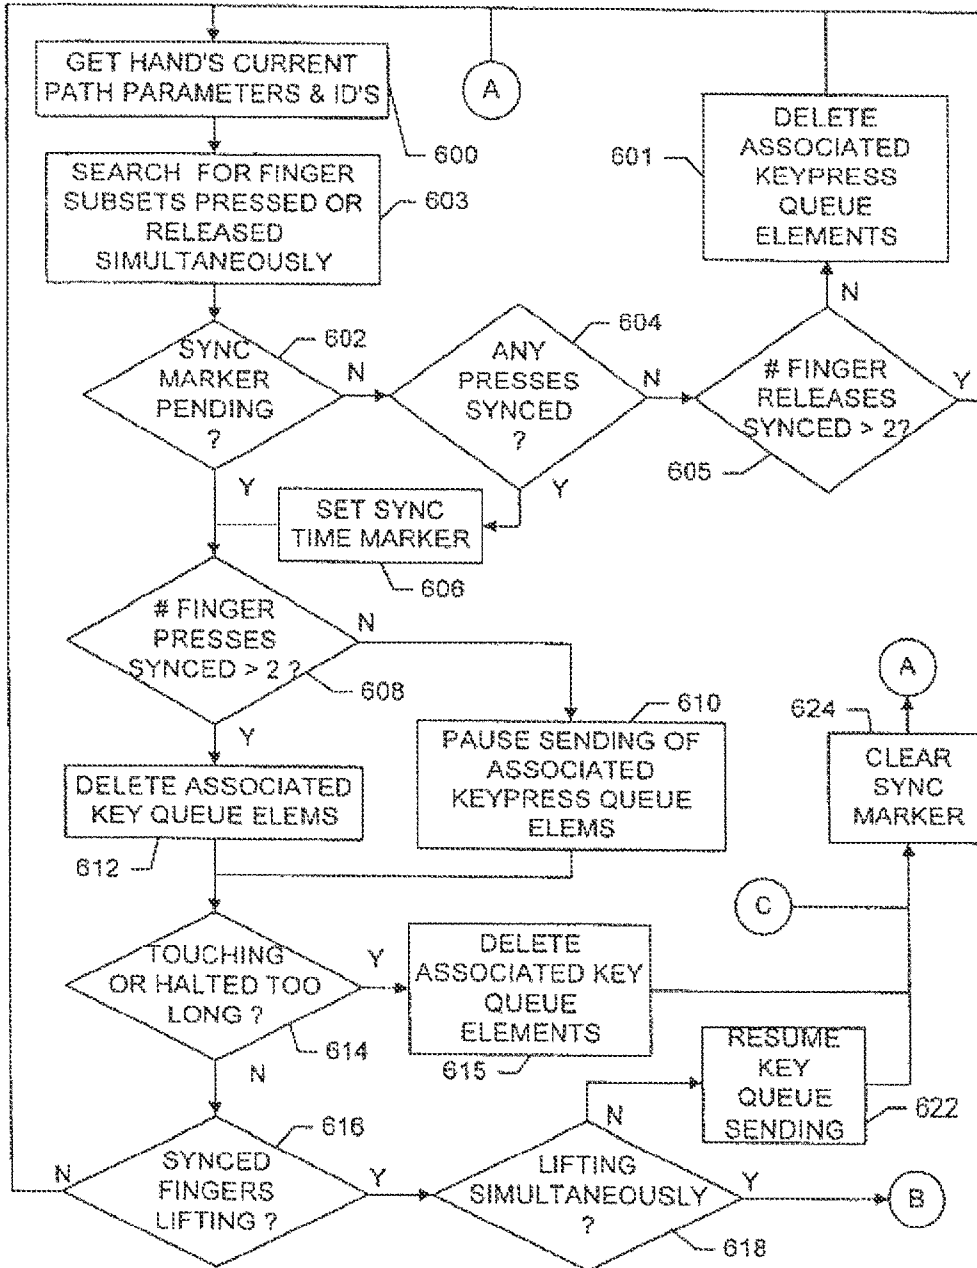 GET HAND'S CURRENT
PATH PARAMETERS & ID'S
600
A
DELETE
ASSOCIATED
KEYPRESS
QUEUE
ELEMENTS
601
SEARCH FOR FINGER
SUBSETS PRESSED OR
RELEASED
SIMULTANEOUSLY
603
SYNC
MARKER
PENDING
?
602
N
Y
ANY
PRESSES
SYNCED
?
604
N
Y
# FINGER
RELEASES
SYNCED > 2?
605
N
Y
SET SYNC
TIME MARKER
606
# FINGER
PRESSES
SYNCED > 2 ?
608
N
Y
PAUSE SENDING OF
ASSOCIATED
KEYPRESS QUEUE
ELEMS
610
DELETE ASSOCIATED
KEY QUEUE ELEMS
612
A
624
CLEAR
SYNC
MARKER
C
TOUCHING
OR HALTED TOO
LONG ?
614
Y
N
DELETE
ASSOCIATED KEY
QUEUE
ELEMENTS
615
RESUME
KEY
QUEUE
SENDING
622
SYNCED
FINGERS
LIFTING ?
616
N
Y
LIFTING
SIMULTANEOUSLY
?
618
N
Y
B